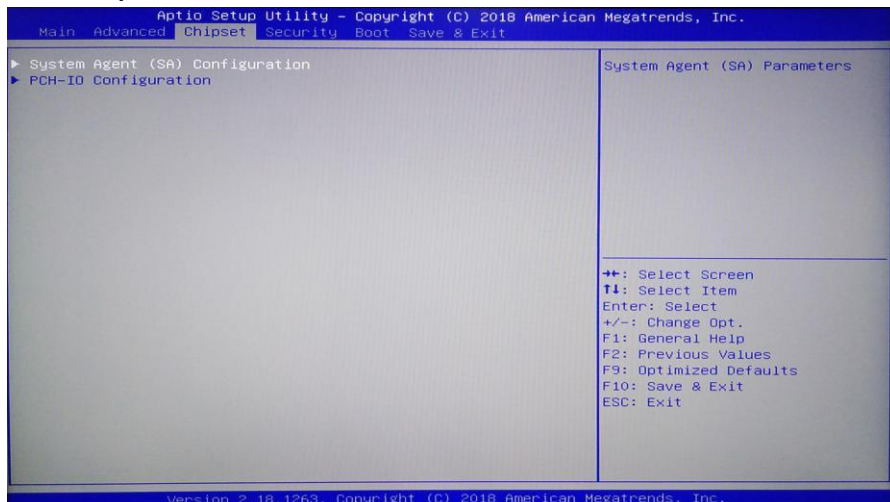 Aptio Setup Utility – Copyright (C) 2018 American Megatrends, Inc.
Main Advanced Chipset Security Boot Save & Exit
▶ System Agent (SA) Configuration
▶ PCH-IO Configuration
System Agent (SA) Parameters
→←: Select Screen
↑↓: Select Item
Enter: Select
+/-: Change Opt.
F1: General Help
F2: Previous Values
F9: Optimized Defaults
F10: Save & Exit
ESC: Exit
Version 2.18.1263. Copyright (C) 2018 American Megatrends, Inc.